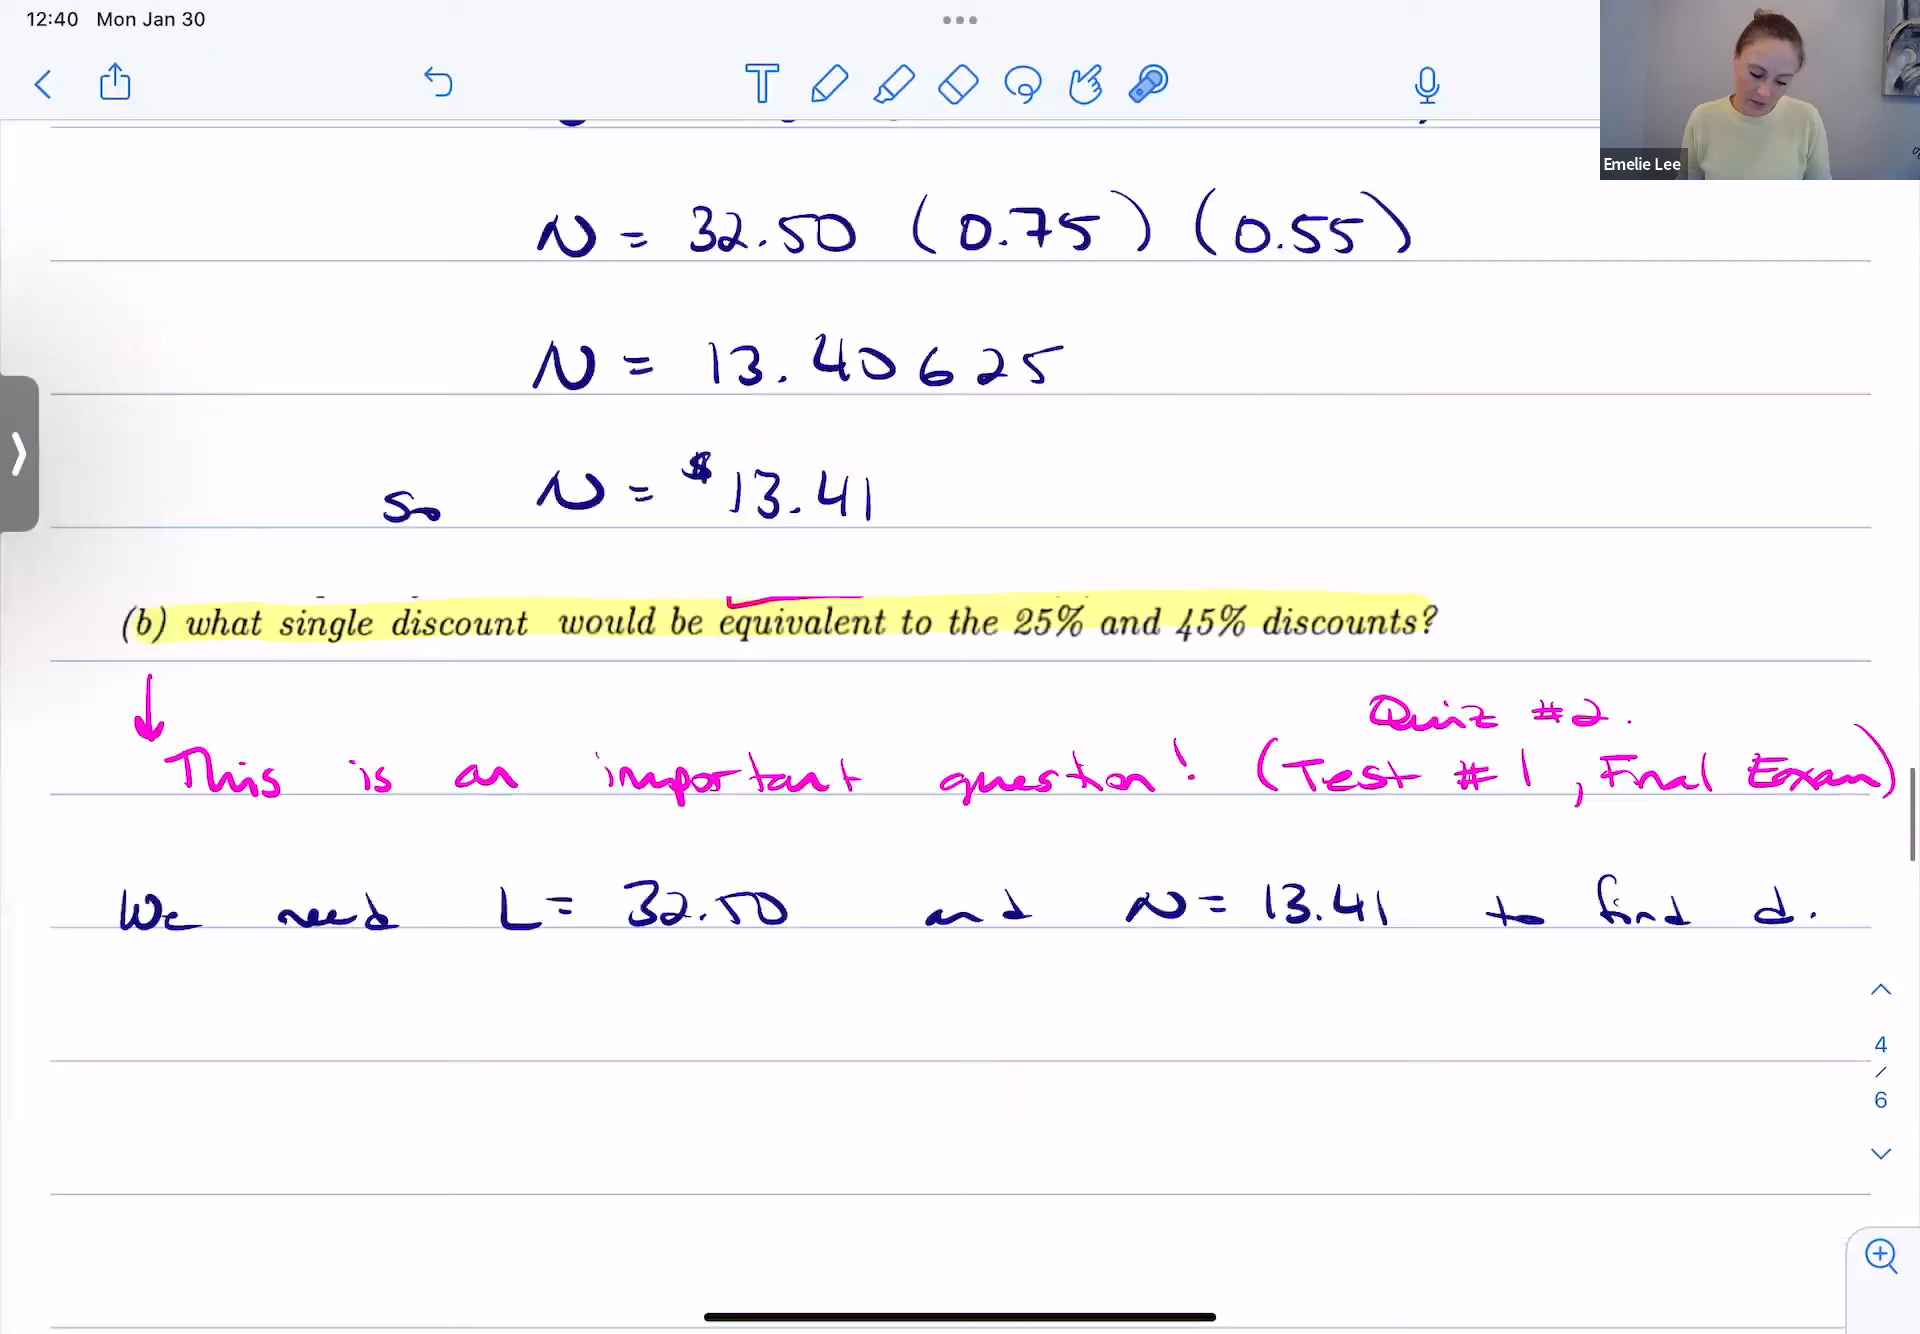 12:40 Mon Jan 30
Emelie Lee
N = 32.50 (0.75) (0.55)
N = 13.40625
So N = $13.41
(b) what single discount would be equivalent to the 25% and 45% discounts?
Quiz #2.
This is an important question! (Test #1, Final Exam)
We need L = 32.50 and N = 13.41 to find d.
4
/
6